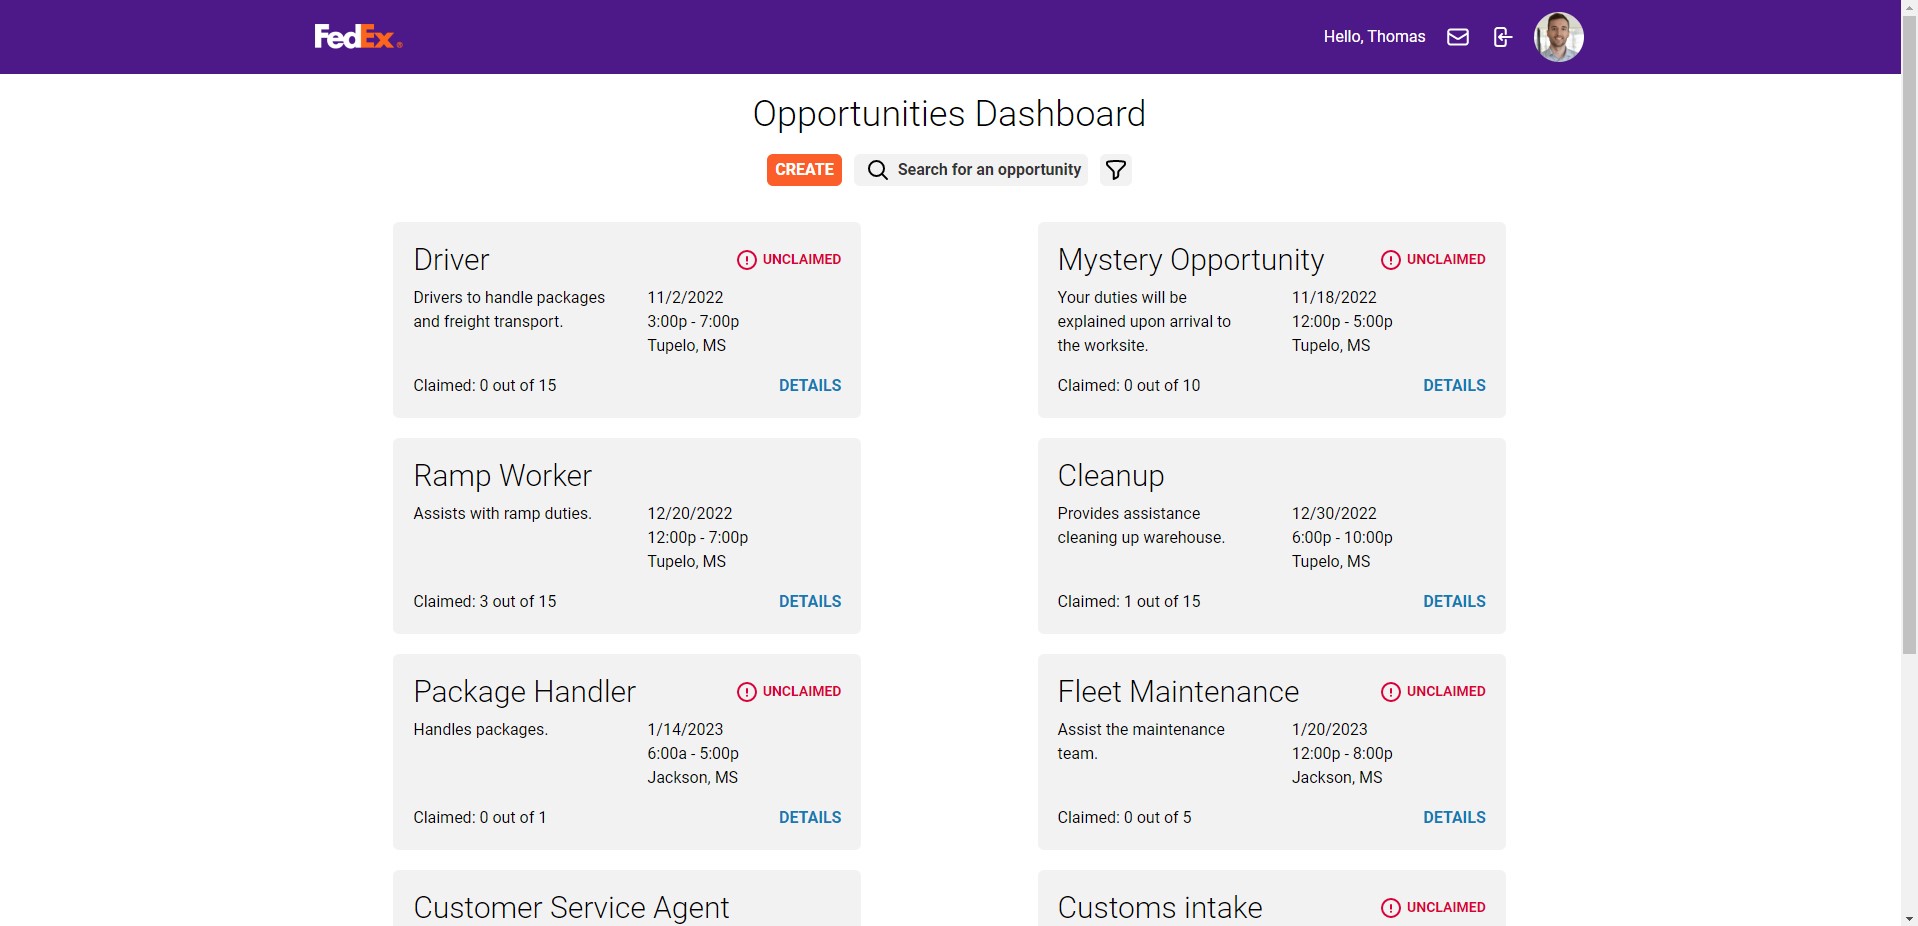 FedEx®
Hello, Thomas
Opportunities Dashboard
CREATE
Search for an opportunity
Driver
UNCLAIMED
Drivers to handle packages
and freight transport.
11/2/2022
3:00p - 7:00p
Tupelo, MS
Claimed: 0 out of 15
DETAILS
Mystery Opportunity
UNCLAIMED
Your duties will be
explained upon arrival to
the worksite.
11/18/2022
12:00p - 5:00p
Tupelo, MS
Claimed: 0 out of 10
DETAILS
Ramp Worker
Assists with ramp duties.
12/20/2022
12:00p - 7:00p
Tupelo, MS
Claimed: 3 out of 15
DETAILS
Cleanup
Provides assistance
cleaning up warehouse.
12/30/2022
6:00p - 10:00p
Tupelo, MS
Claimed: 1 out of 15
DETAILS
Package Handler
UNCLAIMED
Handles packages.
1/14/2023
6:00a - 5:00p
Jackson, MS
Claimed: 0 out of 1
DETAILS
Fleet Maintenance
UNCLAIMED
Assist the maintenance
team.
1/20/2023
12:00p - 8:00p
Jackson, MS
Claimed: 0 out of 5
DETAILS
Customer Service Agent
Customs intake
UNCLAIMED